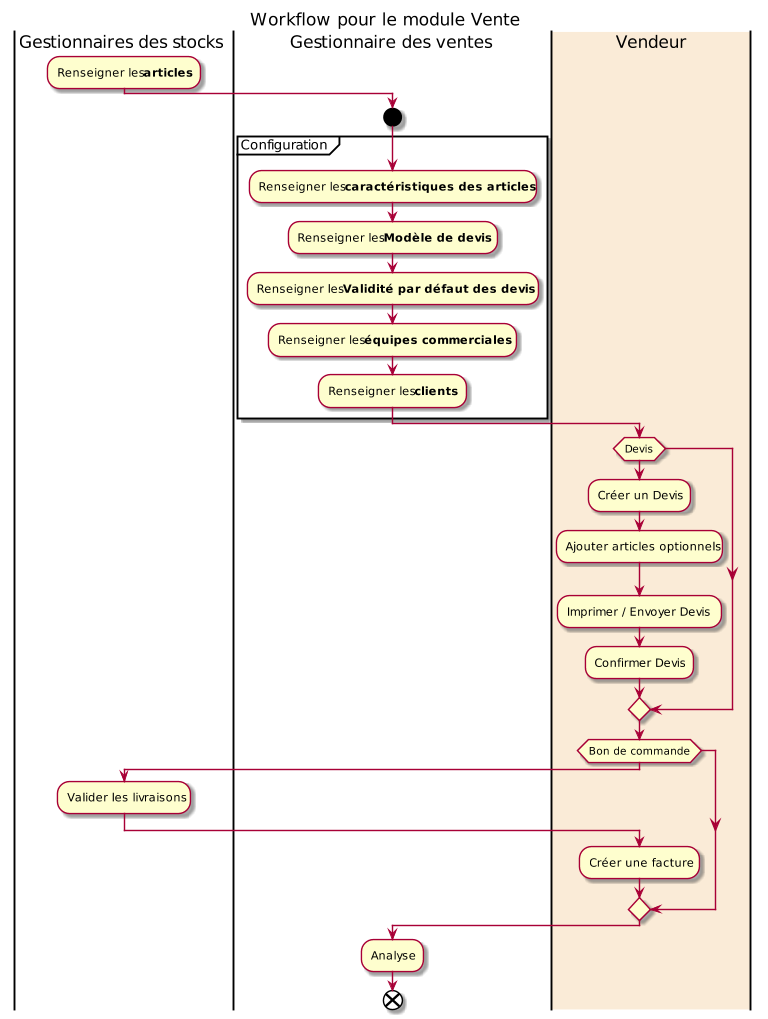 Workflow pour le module Vente
Gestionnaires des stocks
Gestionnaire des ventes
Vendeur
Renseigner les articles
Configuration
Renseigner les caractéristiques des articles
Renseigner les Modèle de devis
Renseigner les Validité par défaut des devis
Renseigner les équipes commerciales
Renseigner les clients
Devis
Créer un Devis
Ajouter articles optionnels
Imprimer / Envoyer Devis
Confirmer Devis
Bon de commande
Valider les livraisons
Créer une facture
Analyse